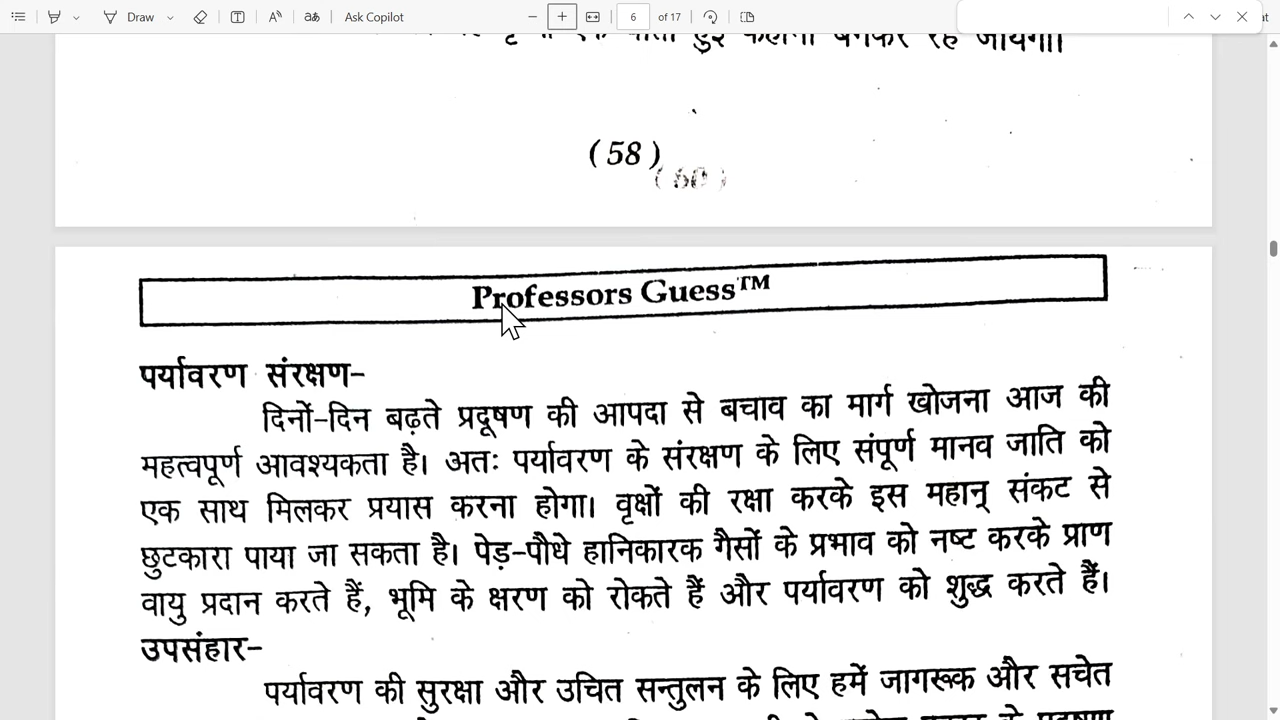 Draw
Ask Copilot
6 of 17
हुई कहानी बनकर रह जायेगी।
(58)
Professors Guess™
पर्यावरण संरक्षण-
दिनों-दिन बढ़ते प्रदूषण की आपदा से बचाव का मार्ग खोजना आज की
महत्वपूर्ण आवश्यकता है। अतः पर्यावरण के संरक्षण के लिए संपूर्ण मानव जाति को
एक साथ मिलकर प्रयास करना होगा। वृक्षों की रक्षा करके इस महान् संकट से
छुटकारा पाया जा सकता है। पेड़-पौधे हानिकारक गैसों के प्रभाव को नष्ट करके प्राण
वायु प्रदान करते हैं, भूमि के क्षरण को रोकते हैं और पर्यावरण को शुद्ध करते हैं।
उपसंहार-
पर्यावरण की सुरक्षा और उचित सन्तुलन के लिए हमें जागरूक और सचेत